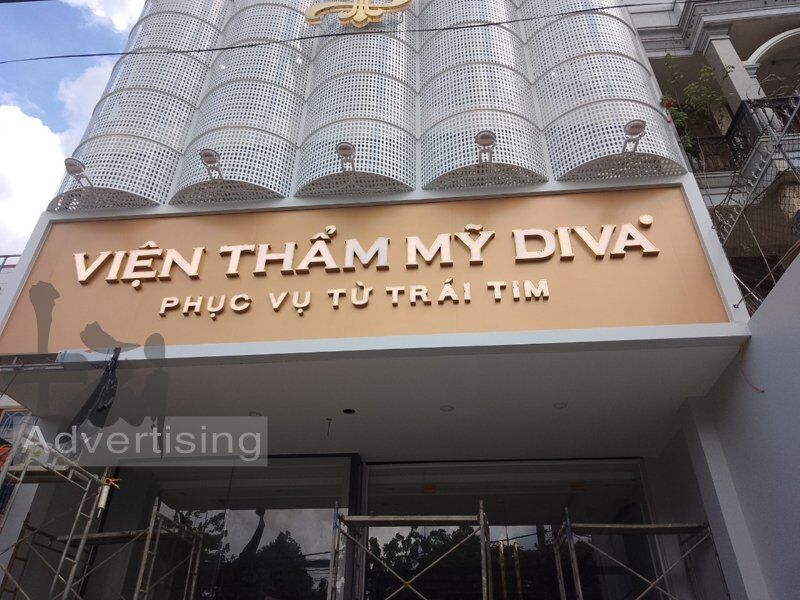 VIỆN THẨM MỸ DIVA
PHỤC VỤ TỪ TRÁI TIM
Advertising